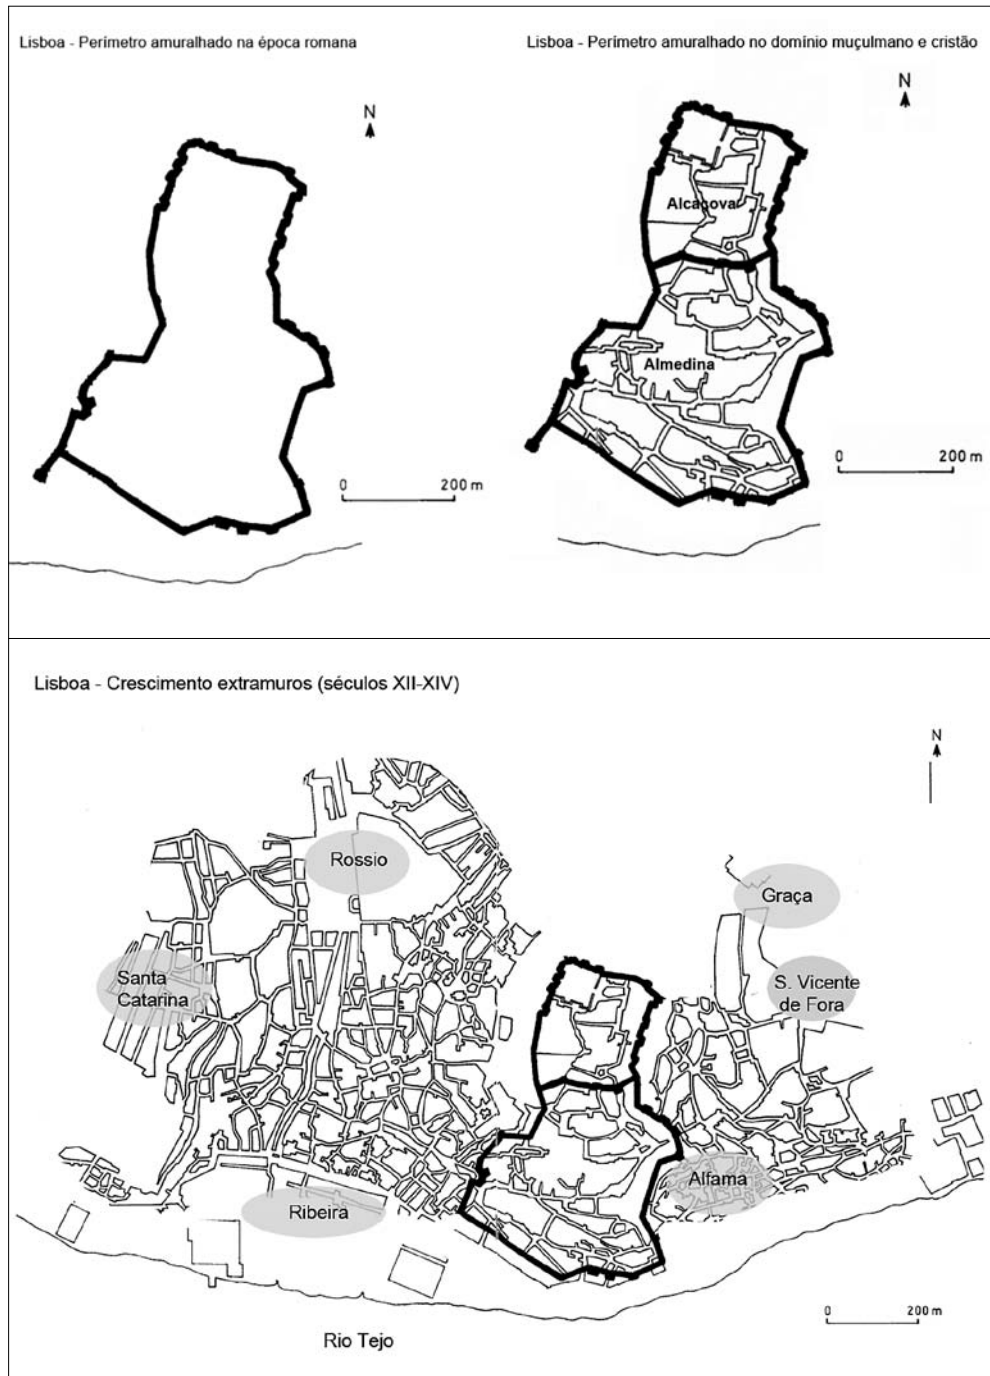 Lisboa - Perímetro amuralhado na época romana
Lisboa - Perímetro amuralhado no domínio muçulmano e cristão
N
N
Alcáçova
Almedina
0 200 m
0 200 m
Lisboa - Crescimento extramuros (séculos XII-XIV)
N
Rossio
Graça
Santa
Catarina
S. Vicente
de Fora
Alfama
Ribeira
0 200 m
Rio Tejo